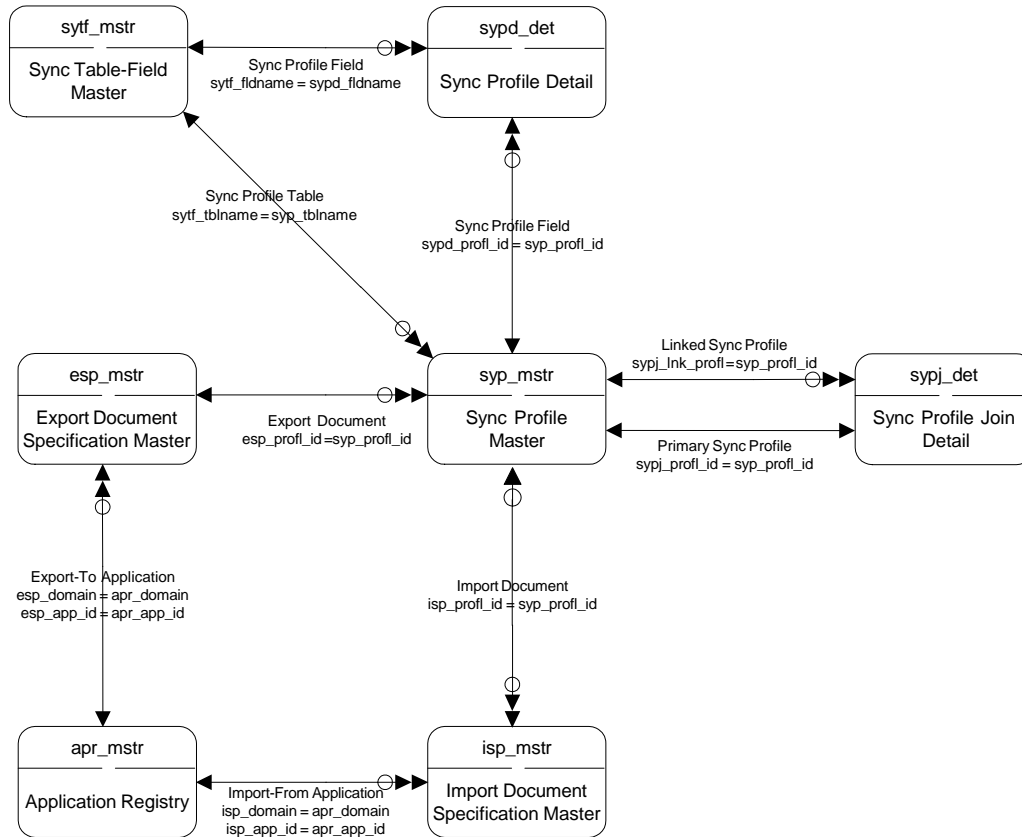 sytf_mstr
Sync Table-Field
Master
Sync Profile Field
sytf_fldname = sypd_fldname
sypd_det
Sync Profile Detail
Sync Profile Table
sytf_tblname = syp_tblname
Sync Profile Field
sypd_profl_id = syp_profl_id
esp_mstr
Export Document
Specification Master
Export Document
esp_profl_id =syp_profl_id
syp_mstr
Sync Profile
Master
Linked Sync Profile
sypj_lnk_profl=syp_profl_id
Primary Sync Profile
sypj_profl_id = syp_profl_id
sypj_det
Sync Profile Join
Detail
Export-To Application
esp_domain = apr_domain
esp_app_id = apr_app_id
Import Document
isp_profl_id = syp_profl_id
apr_mstr
Application Registry
Import-From Application
isp_domain = apr_domain
isp_app_id = apr_app_id
isp_mstr
Import Document
Specification Master